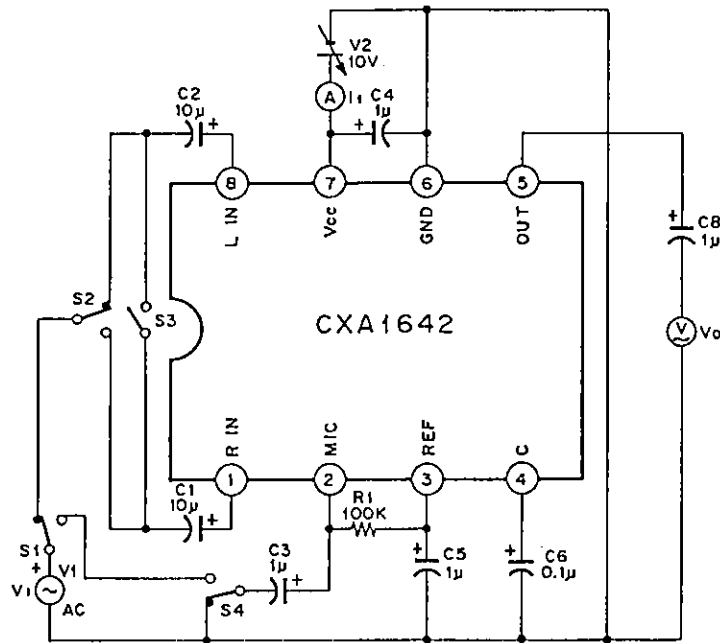 V2
10V
A
I1
C2
10μ
+
+
C4
1μ
8
7
6
5
L IN
Vcc
GND
OUT
+
C8
1μ
S2
S3
CXA1642
V
Vo
R IN
MIC
REF
C
1
2
3
4
C1
10μ
+
R1
100K
S1
+
V1
Vi
AC
C3
1μ
+
S4
+
C5
1μ
+
C6
0.1μ